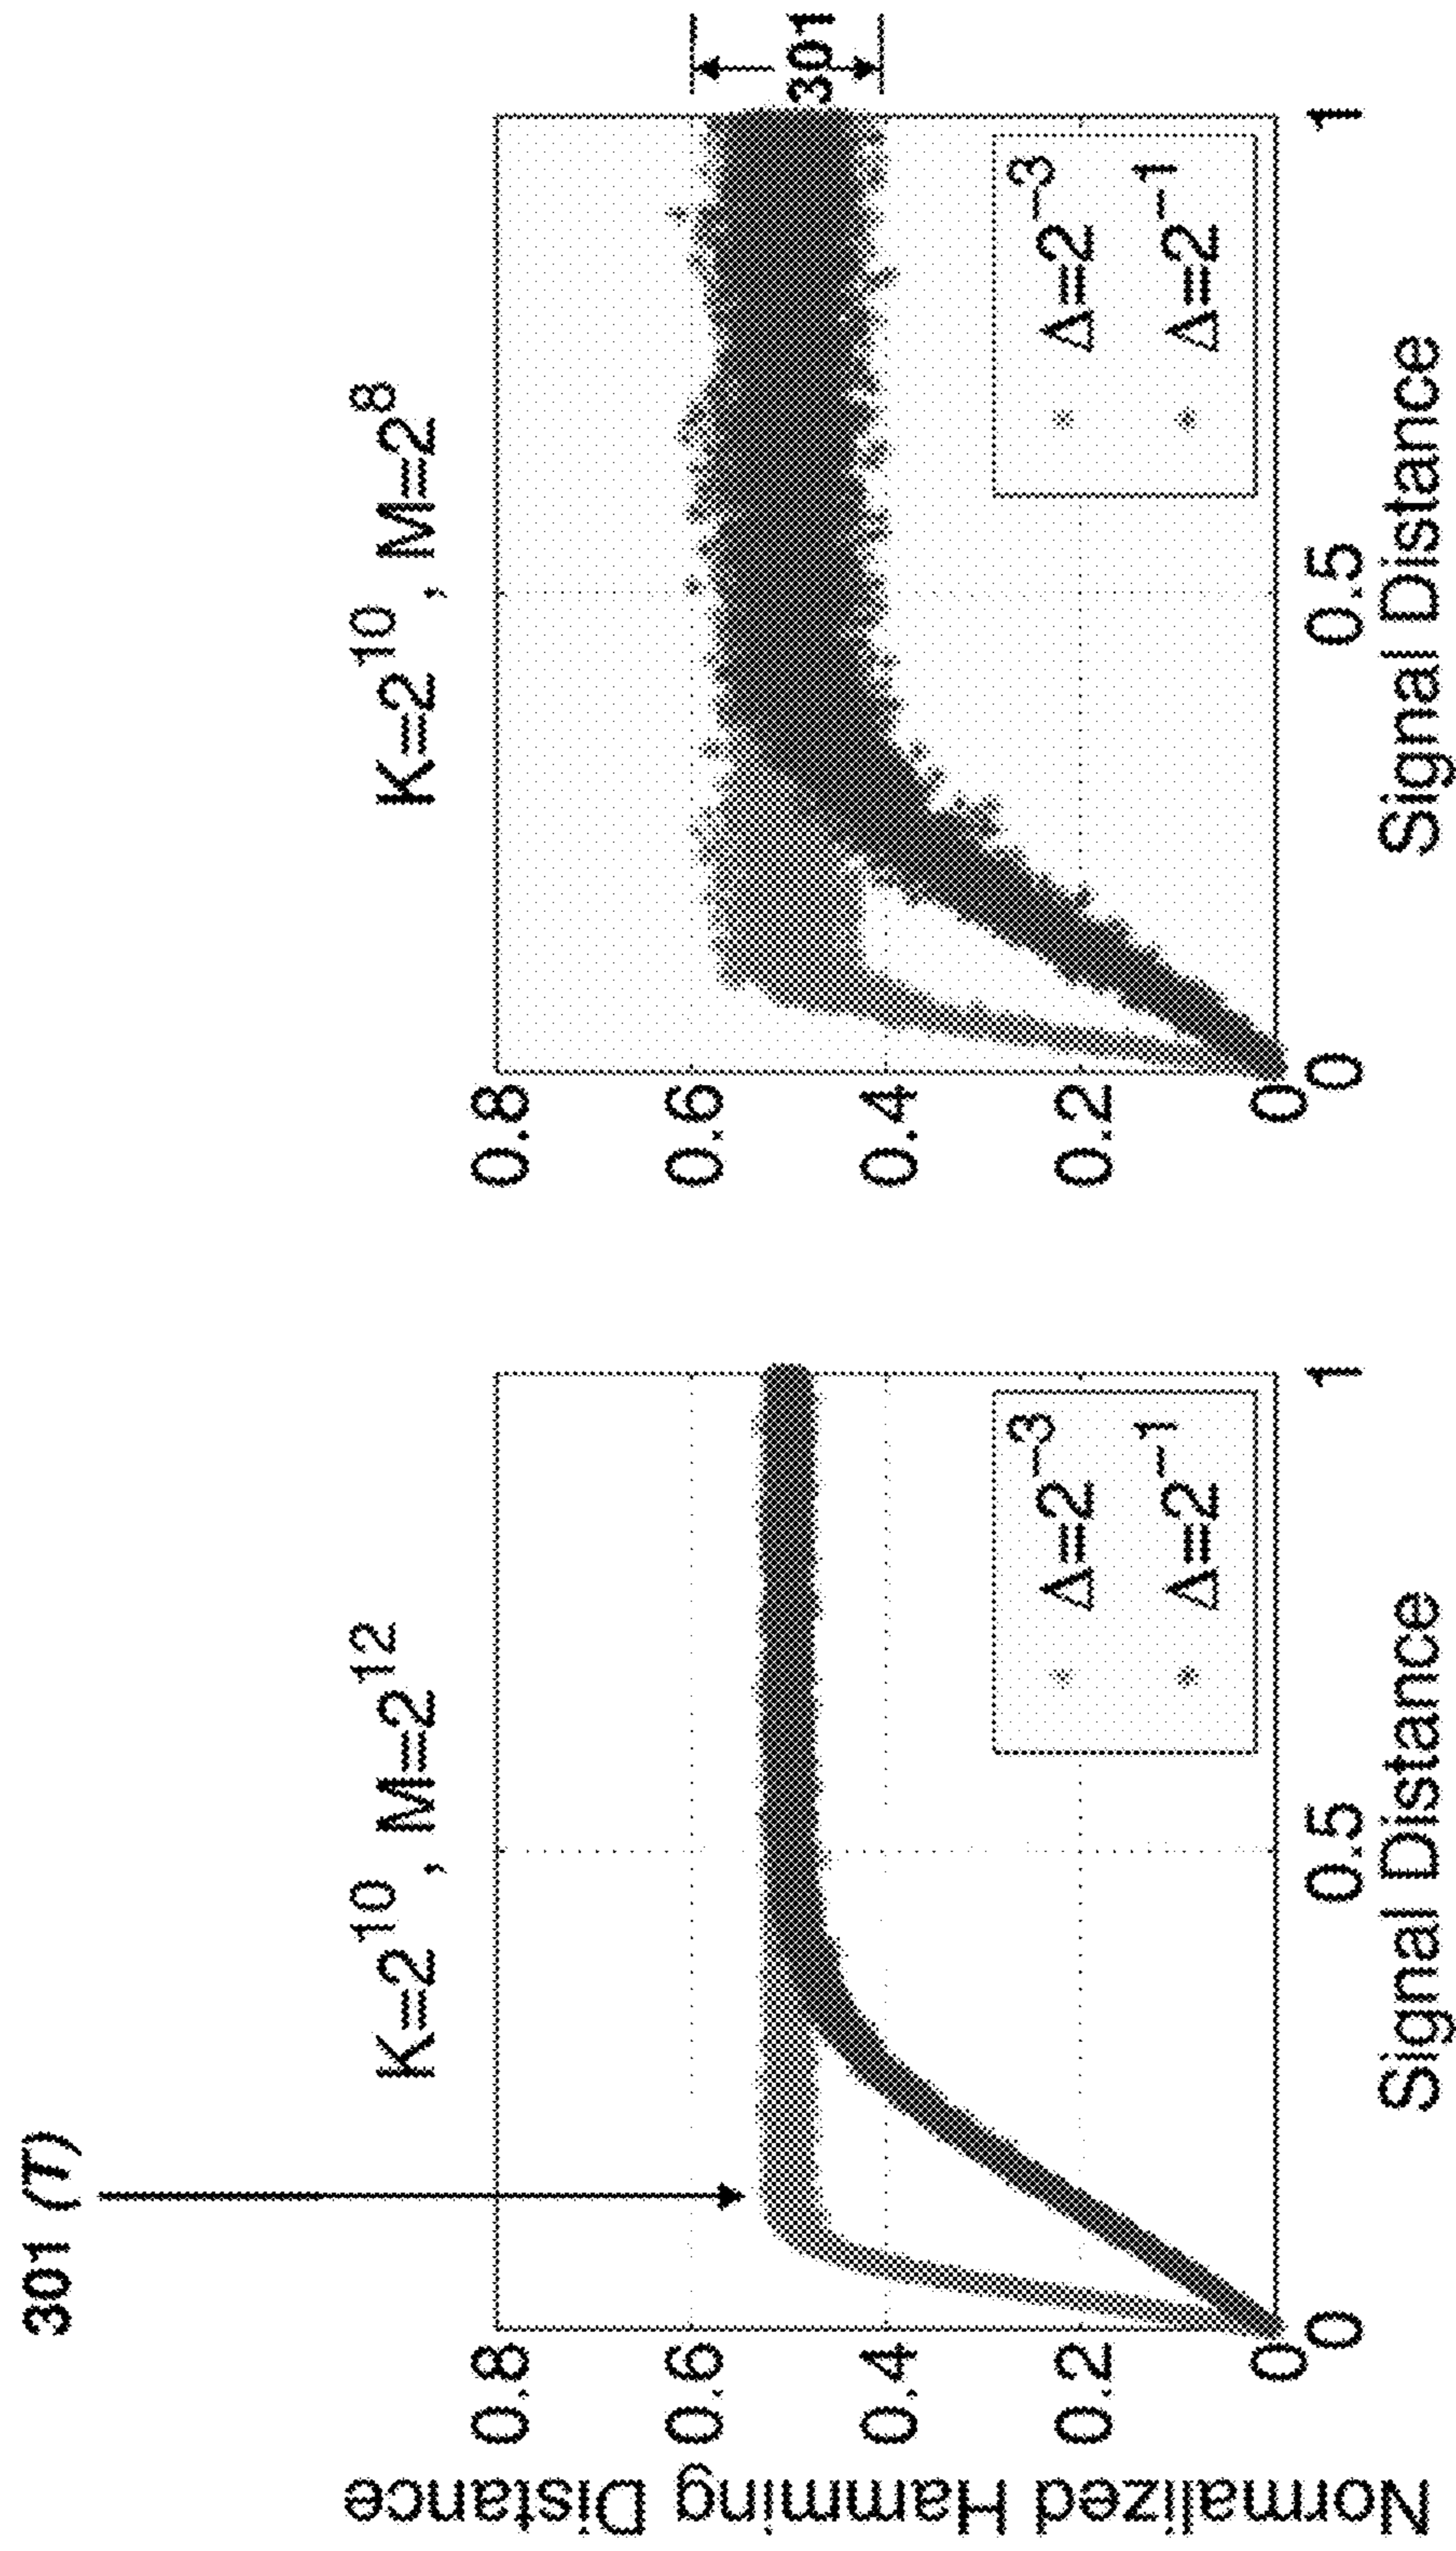 301 (T)
K=2^10, M=2^12
Normalized Hamming Distance
0.8
0.6
0.4
0.2
0
0
0.5
1
Signal Distance
Δ=2^−3
Δ=2^−1
K=2^10, M=2^8
0.8
0.6
0.4
0.2
0
0
0.5
1
Signal Distance
Δ=2^−3
Δ=2^−1
301